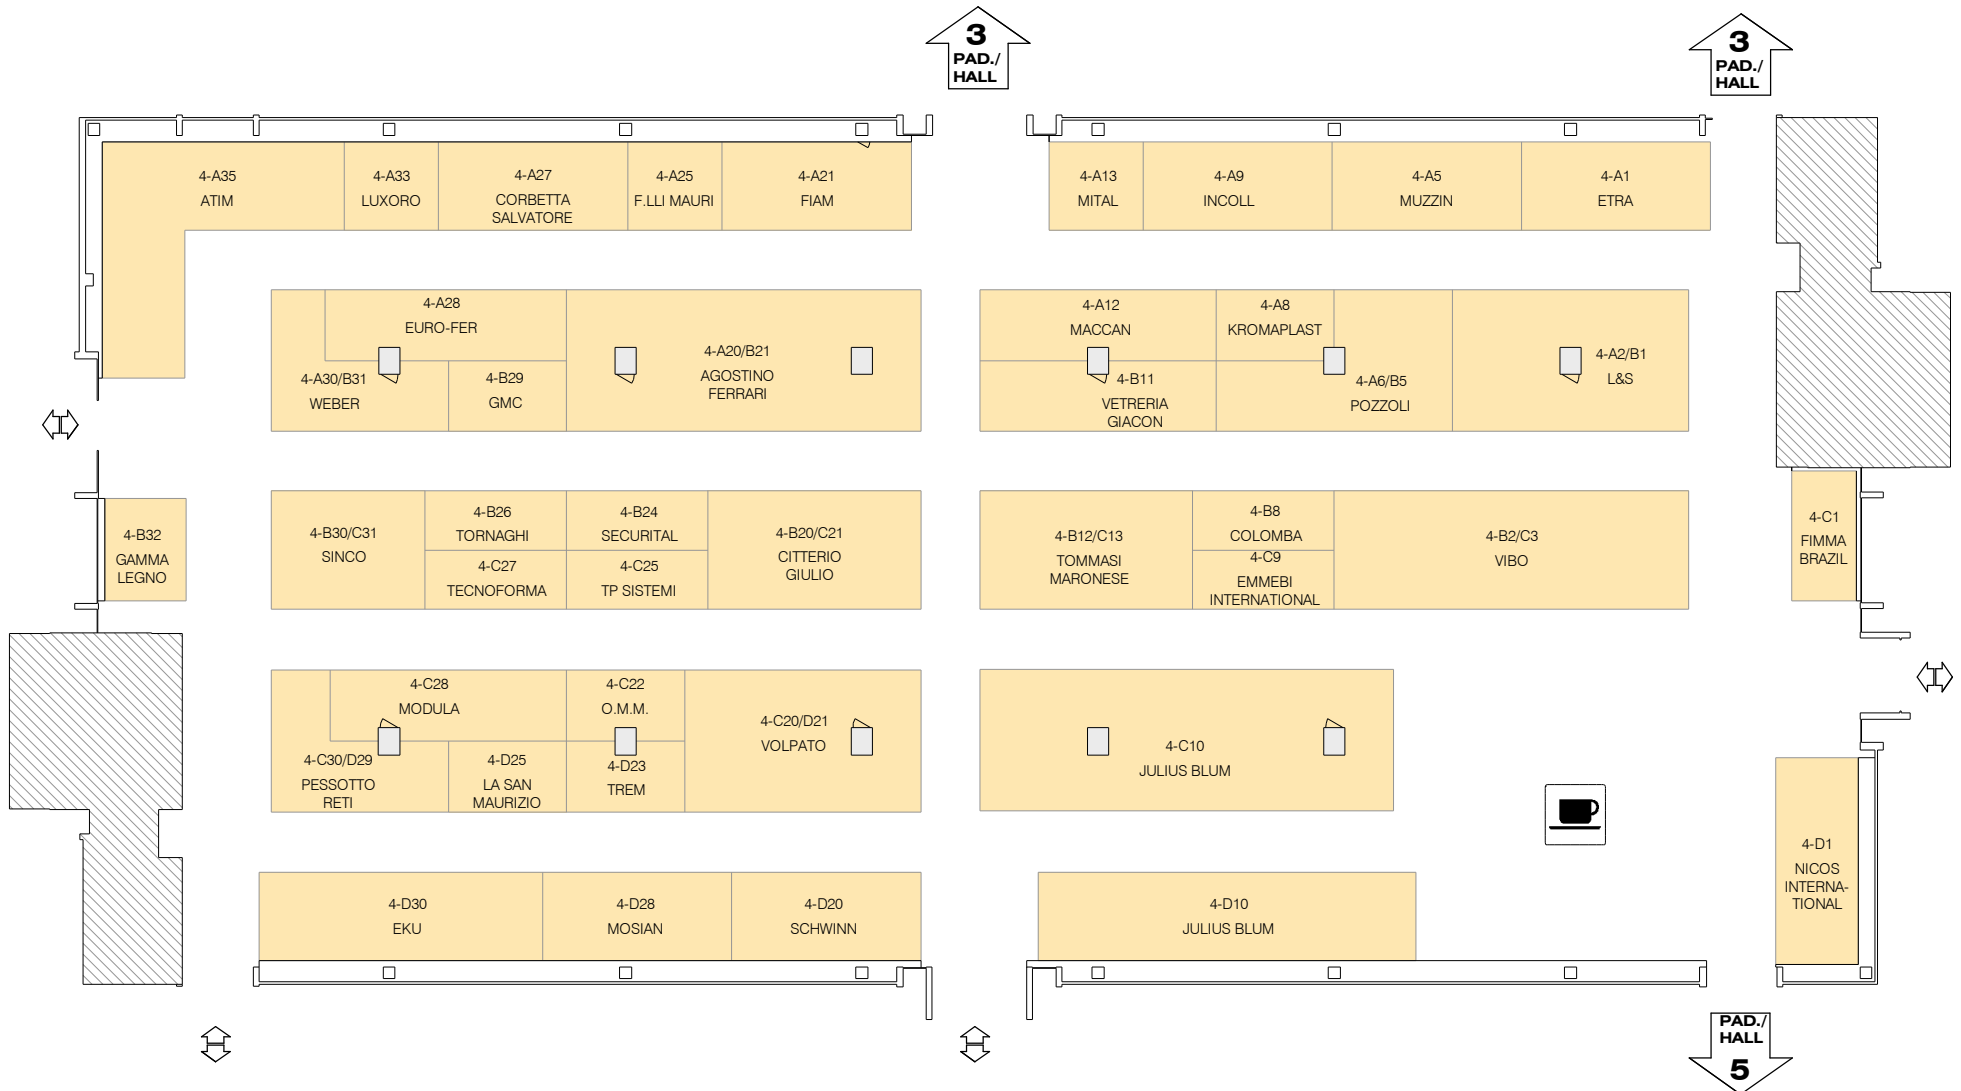 3
PAD./
HALL
3
PAD./
HALL
4-A35
ATIM
4-A33
LUXORO
4-A27
CORBETTA
SALVATORE
4-A25
F.LLI MAURI
4-A21
FIAM
4-A13
MITAL
4-A9
INCOLL
4-A5
MUZZIN
4-A1
ETRA
4-A28
EURO-FER
4-A30/B31
WEBER
4-B29
GMC
4-A20/B21
AGOSTINO
FERRARI
4-A12
MACCAN
4-A8
KROMAPLAST
4-B11
VETRERIA
GIACON
4-A6/B5
POZZOLI
4-A2/B1
L&S
4-B32
GAMMA
LEGNO
4-B30/C31
SINCO
4-B26
TORNAGHI
4-B24
SECURITAL
4-C27
TECNOFORMA
4-C25
TP SISTEMI
4-B20/C21
CITTERIO
GIULIO
4-B12/C13
TOMMASI
MARONESE
4-B8
COLOMBA
4-C9
EMMEBI
INTERNATIONAL
4-B2/C3
VIBO
4-C1
FIMMA
BRAZIL
4-C28
MODULA
4-C22
O.M.M.
4-C30/D29
PESSOTTO
RETI
4-D25
LA SAN
MAURIZIO
4-D23
TREM
4-C20/D21
VOLPATO
4-C10
JULIUS BLUM
4-D30
EKU
4-D28
MOSIAN
4-D20
SCHWINN
4-D10
JULIUS BLUM
4-D1
NICOS
INTERNA-
TIONAL
PAD./
HALL
5